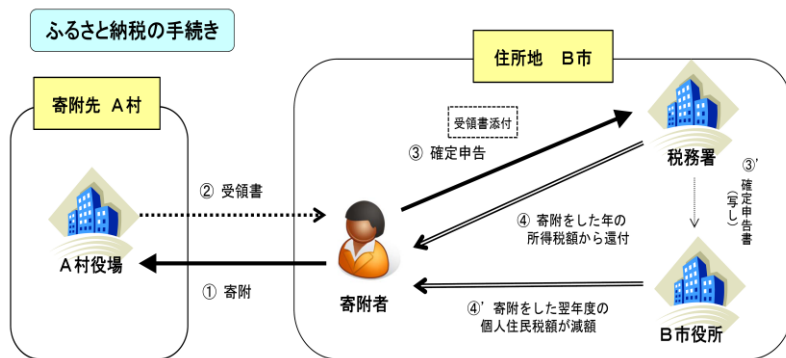 ふるさと納税の手続き
住所地　Ｂ市
寄附先 Ａ村
受領書添付
③ 確定申告
税務署
② 受領書
③’
確定申告書
（写し）
④ 寄附をした年の
所得税額から還付
Ａ村役場
① 寄附
寄附者
④’ 寄附をした翌年度の
個人住民税額が減額
Ｂ市役所